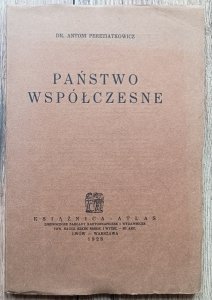 DR. ANTONI PERETIATKOWICZ
PAŃSTWO
WSPÓŁCZESNE
KSIĄŻNICA-ATLAS
ZJEDNOCZONE ZAKŁADY KARTOGRAFICZNE I WYDAWNICZE
TOW. NAUCZ. SZKÓŁ ŚREDN. I WYŻSZ. – SP. AKC.
LWÓW – WARSZAWA